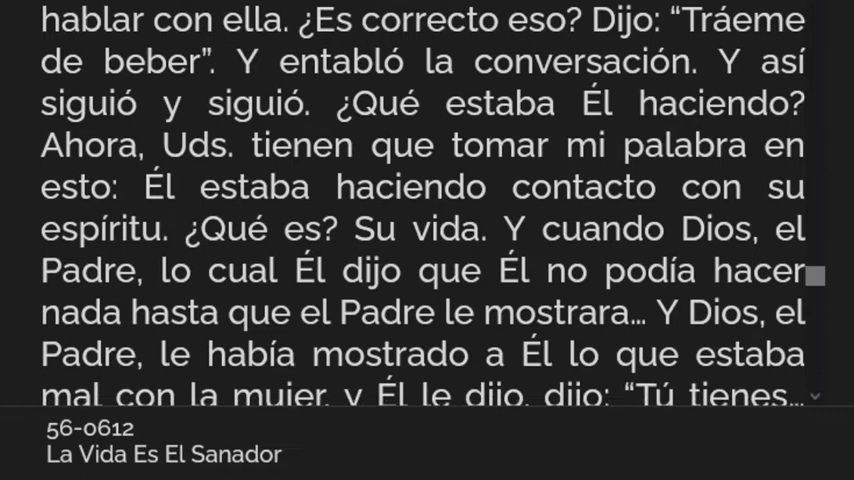 hablar con ella. ¿Es correcto eso? Dijo: “Tráeme
de beber”. Y entabló la conversación. Y así
siguió y siguió. ¿Qué estaba Él haciendo?
Ahora, Uds. tienen que tomar mi palabra en
esto: Él estaba haciendo contacto con su
espíritu. ¿Qué es? Su vida. Y cuando Dios, el
Padre, lo cual Él dijo que Él no podía hacer
nada hasta que el Padre le mostrara… Y Dios, el
Padre, le había mostrado a Él lo que estaba
mal con la mujer, y Él le dijo, dijo: “Tú tienes…
56-0612
La Vida Es El Sanador